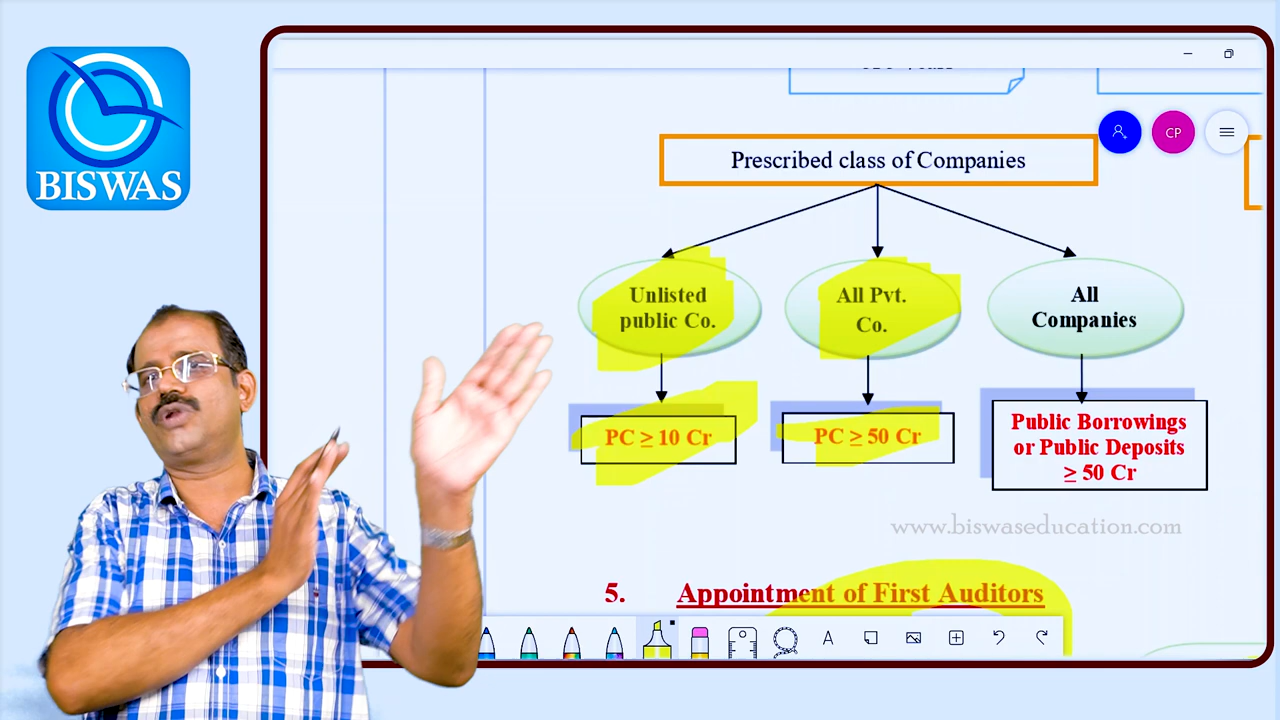 BISWAS
CP
Prescribed class of Companies
Unlisted
public Co.
All Pvt.
Co.
All
Companies
PC ≥ 10 Cr
PC ≥ 50 Cr
Public Borrowings
or Public Deposits
≥ 50 Cr
www.biswaseducation.com
5. Appointment of First Auditors
A